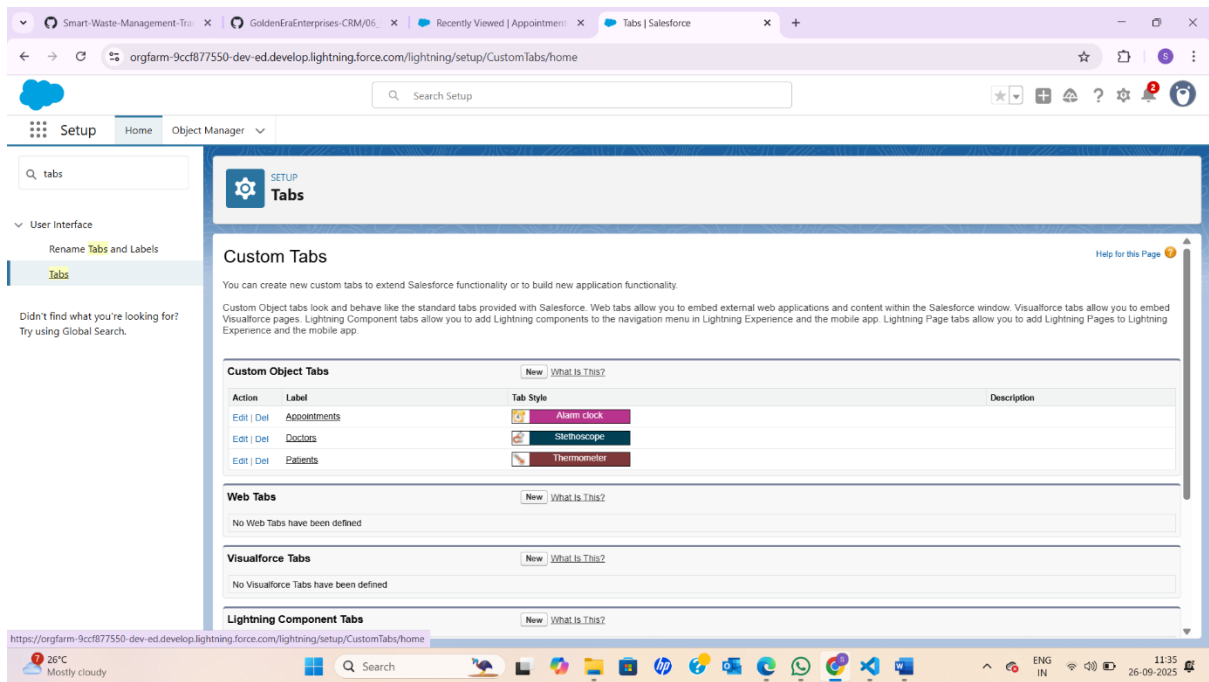 Smart-Waste-Management-Tra
GoldenEraEnterprises-CRM/06_
Recently Viewed | Appointment
Tabs | Salesforce
orgfarm-9ccf877550-dev-ed.develop.lightning.force.com/lightning/setup/CustomTabs/home
S
Search Setup
2
Setup
Home
Object Manager
tabs
User Interface
Rename Tabs and Labels
Tabs
Didn't find what you're looking for?
Try using Global Search.
SETUP
Tabs
Custom Tabs
Help for this Page
You can create new custom tabs to extend Salesforce functionality or to build new application functionality.
Custom Object tabs look and behave like the standard tabs provided with Salesforce. Web tabs allow you to embed external web applications and content within the Salesforce window. Visualforce tabs allow you to embed
Visualforce pages. Lightning Component tabs allow you to add Lightning components to the navigation menu in Lightning Experience and the mobile app. Lightning Page tabs allow you to add Lightning Pages to Lightning
Experience and the mobile app.
Custom Object Tabs New What Is This?
Action Label Tab Style Description
Edit | Del Appointments Alarm clock
Edit | Del Doctors Stethoscope
Edit | Del Patients Thermometer
Web Tabs New What Is This?
No Web Tabs have been defined
Visualforce Tabs New What Is This?
No Visualforce Tabs have been defined
Lightning Component Tabs New What Is This?
https://orgfarm-9ccf877550-dev-ed.develop.lightning.force.com/lightning/setup/CustomTabs/home
26°C
Mostly cloudy
Search
ENG
IN
11:35
26-09-2025